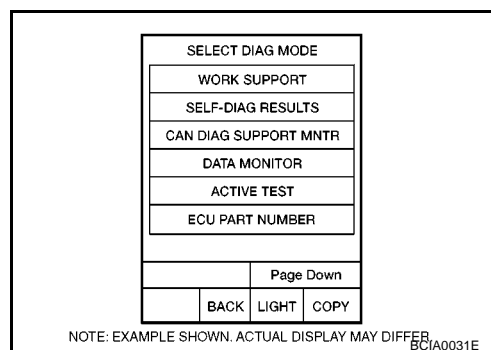 SELECT DIAG MODE
WORK SUPPORT
SELF-DIAG RESULTS
CAN DIAG SUPPORT MNTR
DATA MONITOR
ACTIVE TEST
ECU PART NUMBER
Page Down
BACK LIGHT COPY
NOTE: EXAMPLE SHOWN. ACTUAL DISPLAY MAY DIFFER
BCIA0031E